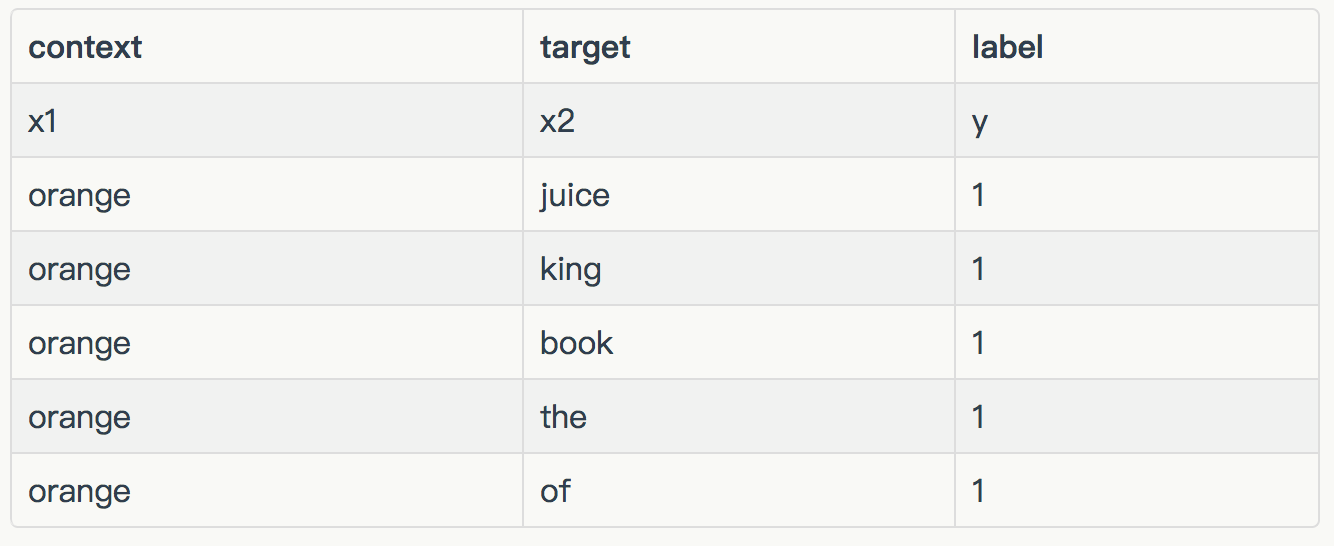 context target label
x1 x2 y
orange juice 1
orange king 1
orange book 1
orange the 1
orange of 1